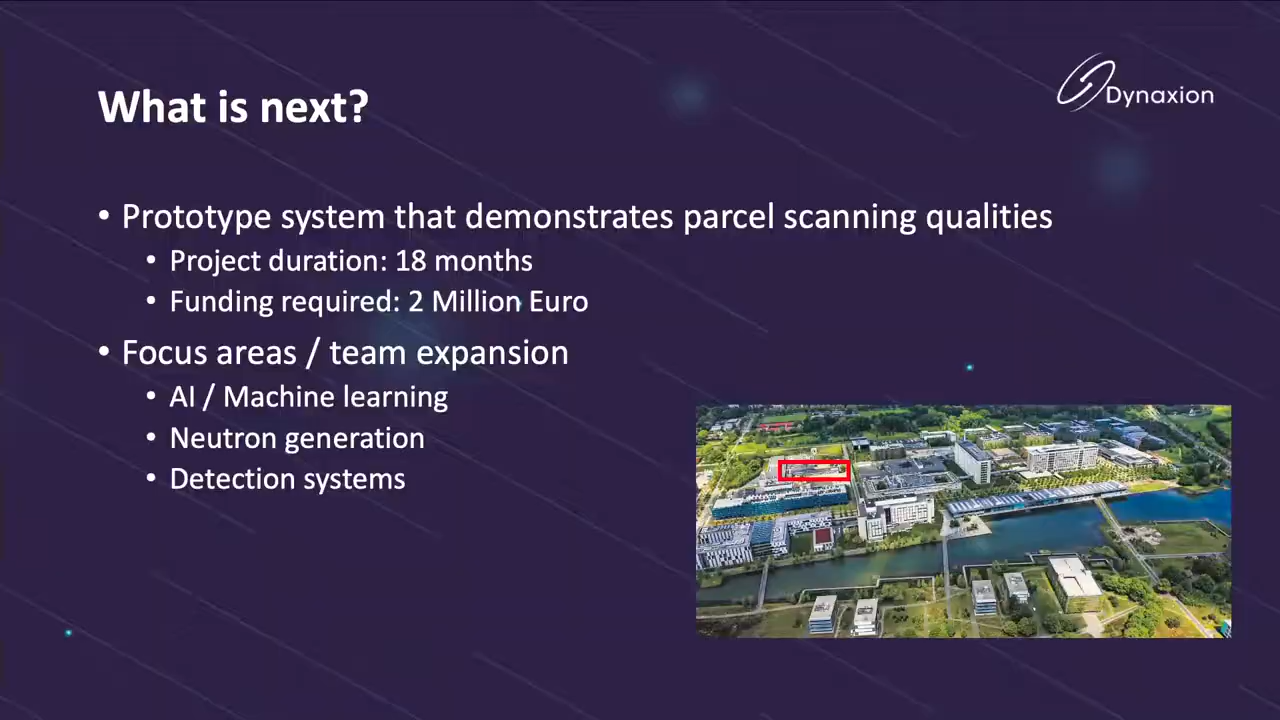 What is next?
Dynaxion
• Prototype system that demonstrates parcel scanning qualities
• Project duration: 18 months
• Funding required: 2 Million Euro
• Focus areas / team expansion
• AI / Machine learning
• Neutron generation
• Detection systems